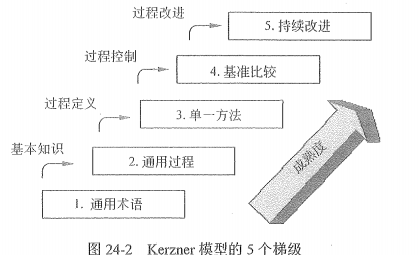 过程改进
5. 持续改进
过程控制
4. 基准比较
过程定义
3. 单一方法
基本知识
2. 通用过程
1. 通用术语
成熟度
图 24-2 Kerzner 模型的 5 个梯级